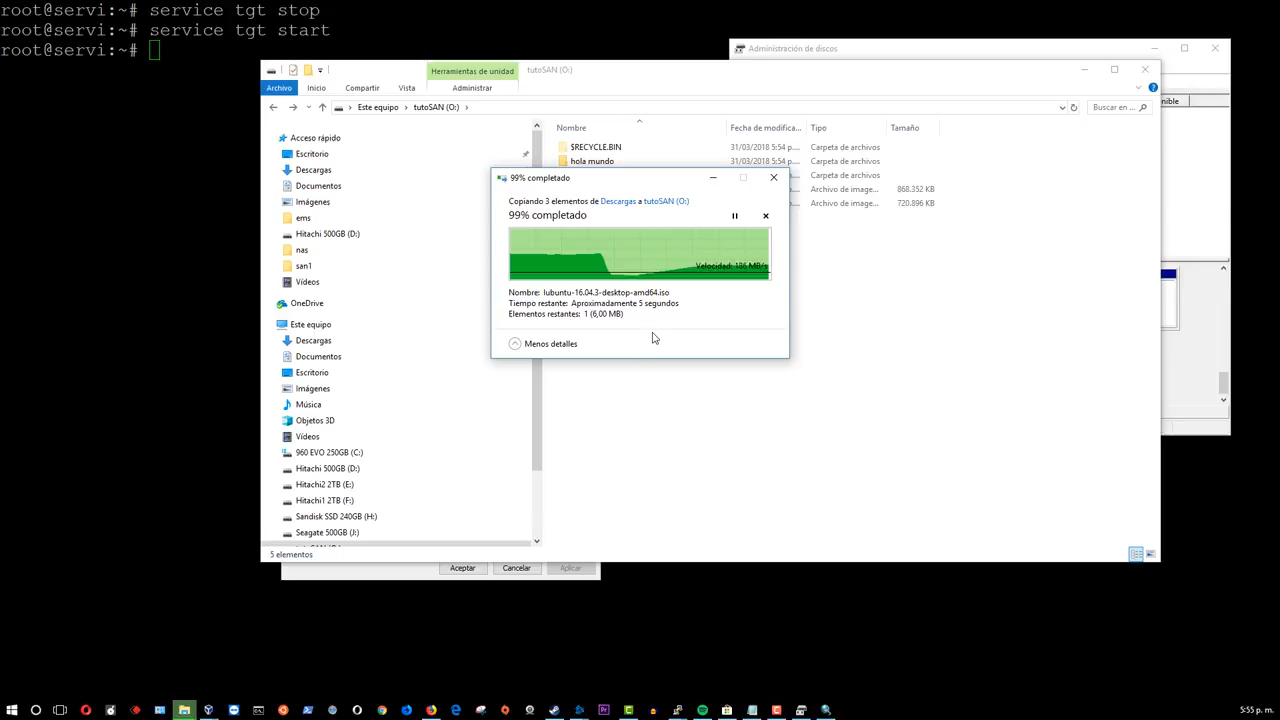 root@servi:~# service tgt stop
root@servi:~# service tgt start
root@servi:~#
Administración de discos
Herramientas de unidad
tutoSAN (O:)
Archivo
Inicio
Compartir
Vista
Administrar
nible
Este equipo
tutoSAN (O:)
Buscar en ...
Nombre
Fecha de modifica...
Tipo
Tamaño
$RECYCLE.BIN
31/03/2018 5:54 p....
Carpeta de archivos
hola mundo
31/03/2018 5:54 p....
Carpeta de archivos
Carpeta de archivos
Archivo de image...
868.352 KB
Archivo de image...
720.896 KB
Acceso rápido
Escritorio
Descargas
Documentos
Imágenes
ems
Hitachi 500GB (D:)
nas
san1
Vídeos
OneDrive
Este equipo
Descargas
Documentos
Escritorio
Imágenes
Música
Objetos 3D
Vídeos
960 EVO 250GB (C:)
Hitachi 500GB (D:)
Hitachi2 2TB (E:)
Hitachi1 2TB (F:)
Sandisk SSD 240GB (H:)
Seagate 500GB (J:)
99% completado
Copiando 3 elementos de Descargas a tutoSAN (O:)
99% completado
Velocidad: 186 MB/s
Nombre: lubuntu-16.04.3-desktop-amd64.iso
Tiempo restante: Aproximadamente 5 segundos
Elementos restantes: 1 (6,00 MB)
Menos detalles
5 elementos
Aceptar
Cancelar
Aplicar
5:55 p. m.